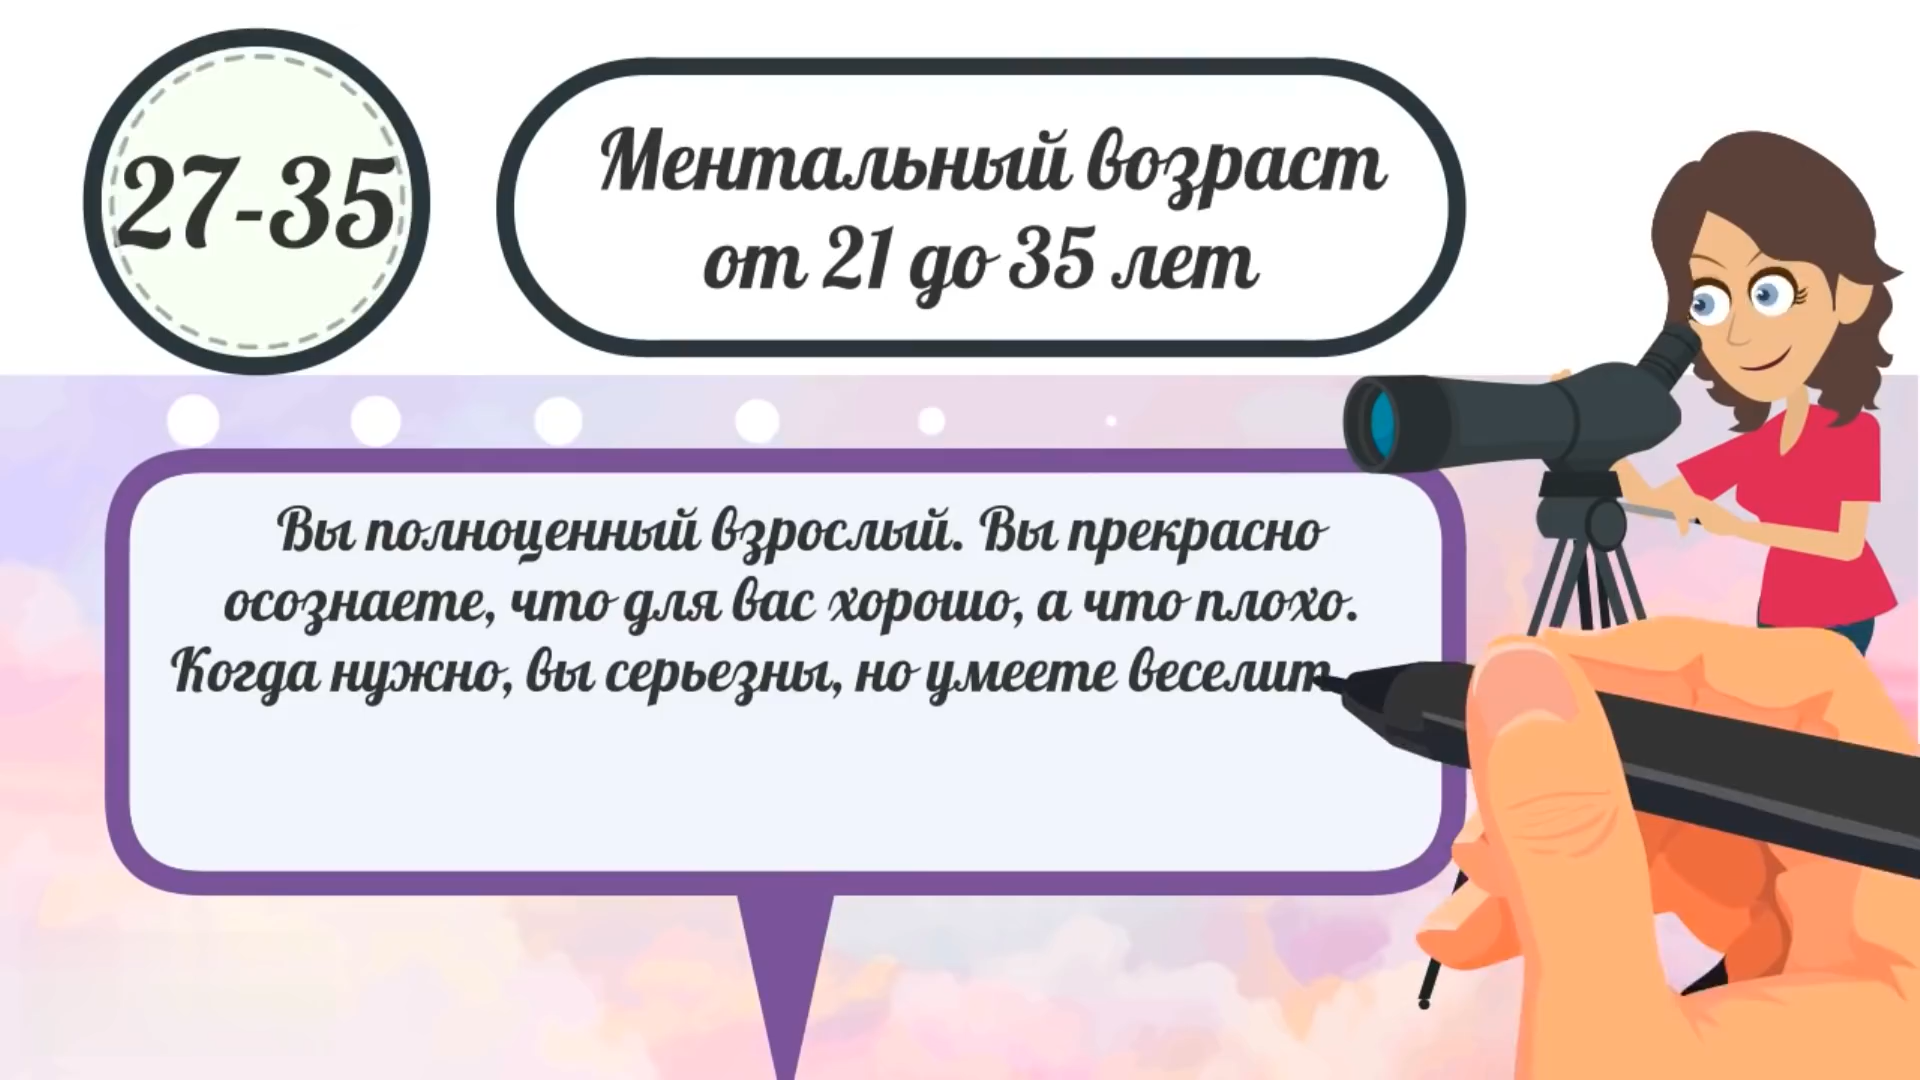 27-35
Ментальный возраст
от 21 до 35 лет
Вы полноценный взрослый. Вы прекрасно
осознаете, что для вас хорошо, а что плохо.
Когда нужно, вы серьезны, но умеете веселит